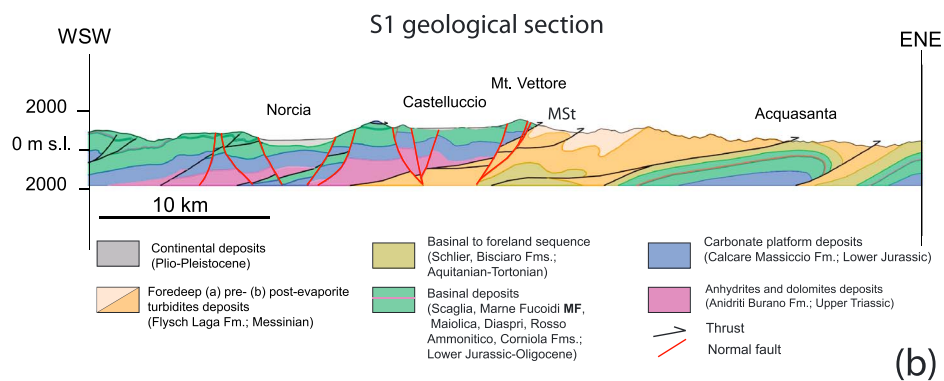 S1 geological section
WSW
ENE
Mt. Vettore
Castelluccio
MSt
Norcia
Acquasanta
2000
0 m s.l.
2000
10 km
Continental deposits
(Plio-Pleistocene)
Foredeep (a) pre- (b) post-evaporite
turbidites deposits
(Flysch Laga Fm.; Messinian)
Basinal to foreland sequence
(Schlier, Bisciaro Fms.;
Aquitanian-Tortonian)
Basinal deposits
(Scaglia, Marne Fucoidi MF,
Maiolica, Diaspri, Rosso
Ammonitico, Corniola Fms.;
Lower Jurassic-Oligocene)
Carbonate platform deposits
(Calcare Massiccio Fm.; Lower Jurassic)
Anhydrites and dolomites deposits
(Anidriti Burano Fm.; Upper Triassic)
Thrust
Normal fault
(b)